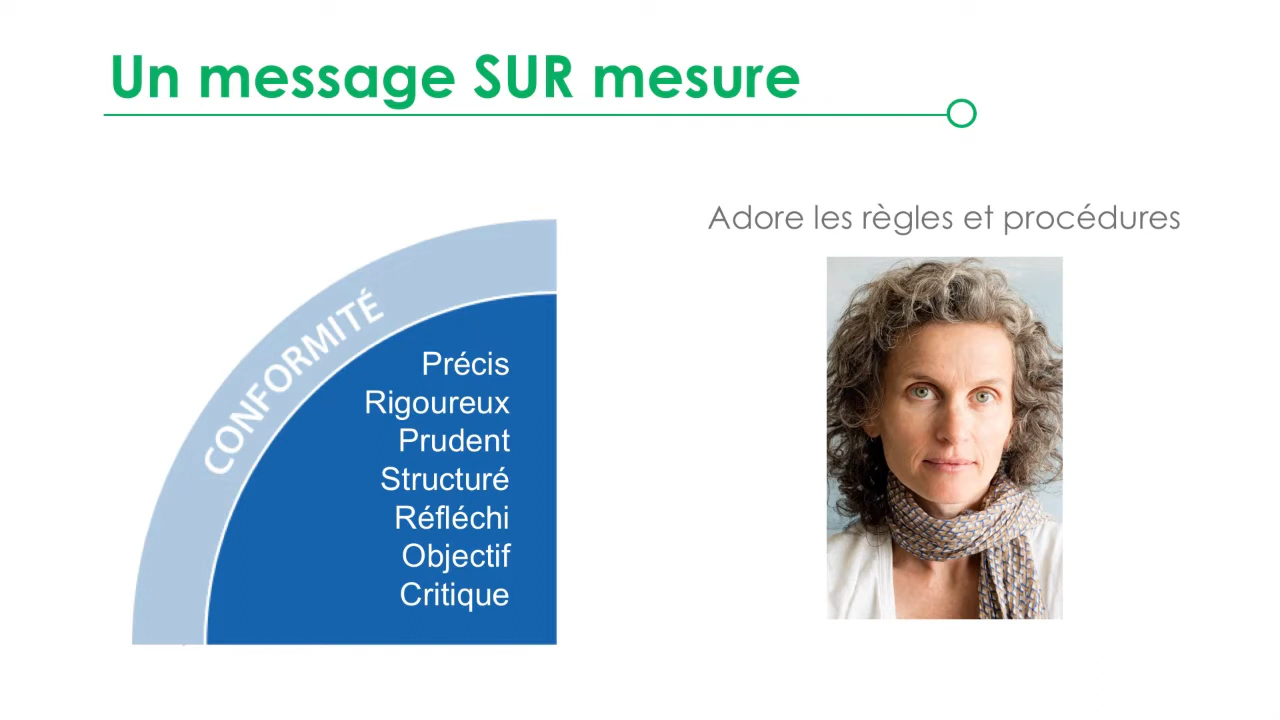 Un message SUR mesure
Adore les règles et procédures
CONFORMITÉ
Précis
Rigoureux
Prudent
Structuré
Réfléchi
Objectif
Critique